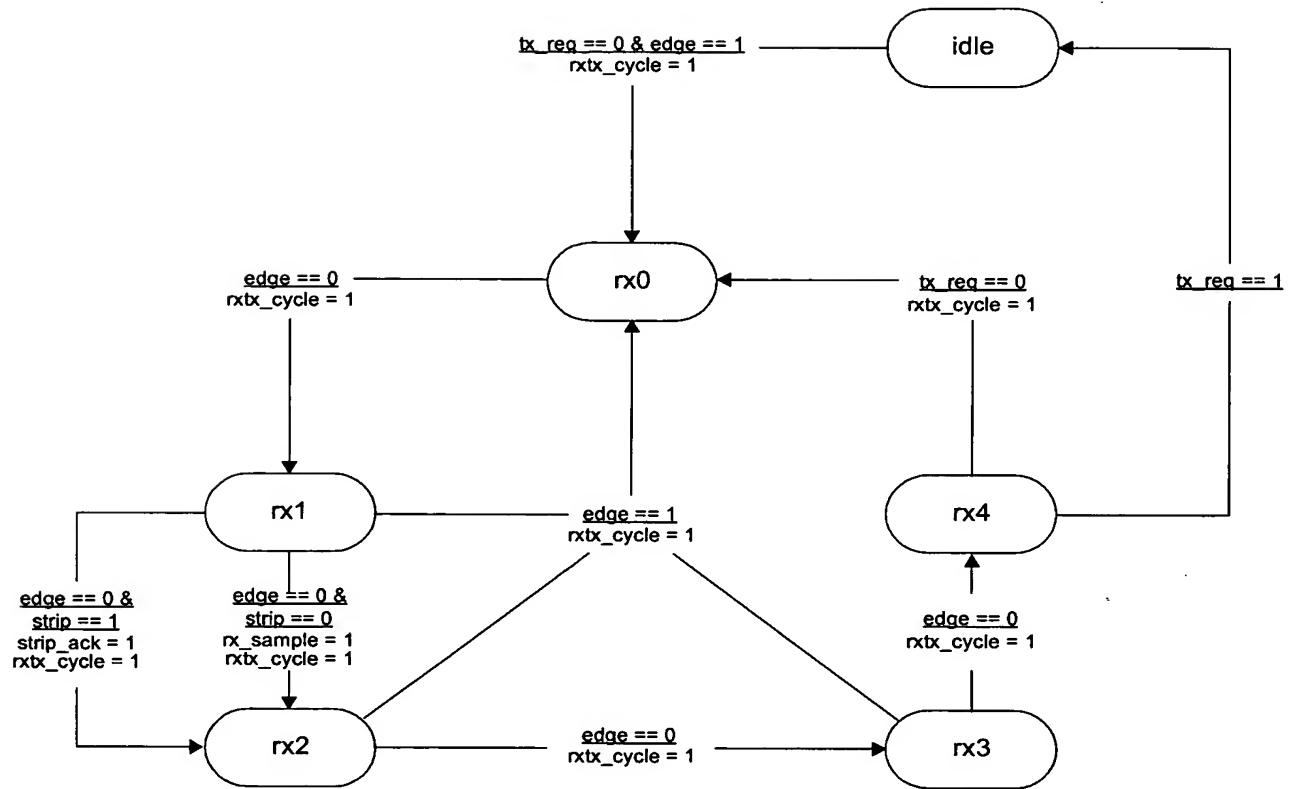 tx_req == 0 & edge == 1
rxtx_cycle = 1
idle
edge == 0
rxtx_cycle = 1
rx0
tx_req == 0
rxtx_cycle = 1
tx_req == 1
rx1
edge == 1
rxtx_cycle = 1
rx4
edge == 0 &
strip == 1
strip_ack = 1
rxtx_cycle = 1
edge == 0 &
strip == 0
rx_sample = 1
rxtx_cycle = 1
edge == 0
rxtx_cycle = 1
rx2
edge == 0
rxtx_cycle = 1
rx3